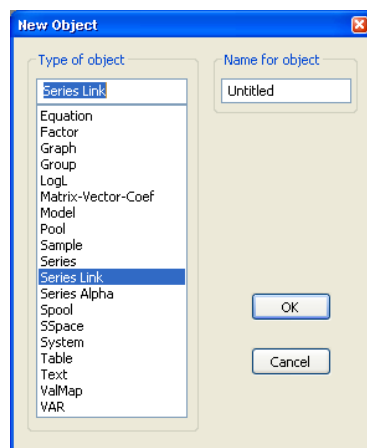 New Object
Type of object
Series Link
Equation
Factor
Graph
Group
LogL
Matrix-Vector-Coef
Model
Pool
Sample
Series
Series Link
Series Alpha
Spool
SSpace
System
Table
Text
ValMap
VAR
Name for object
Untitled
OK
Cancel